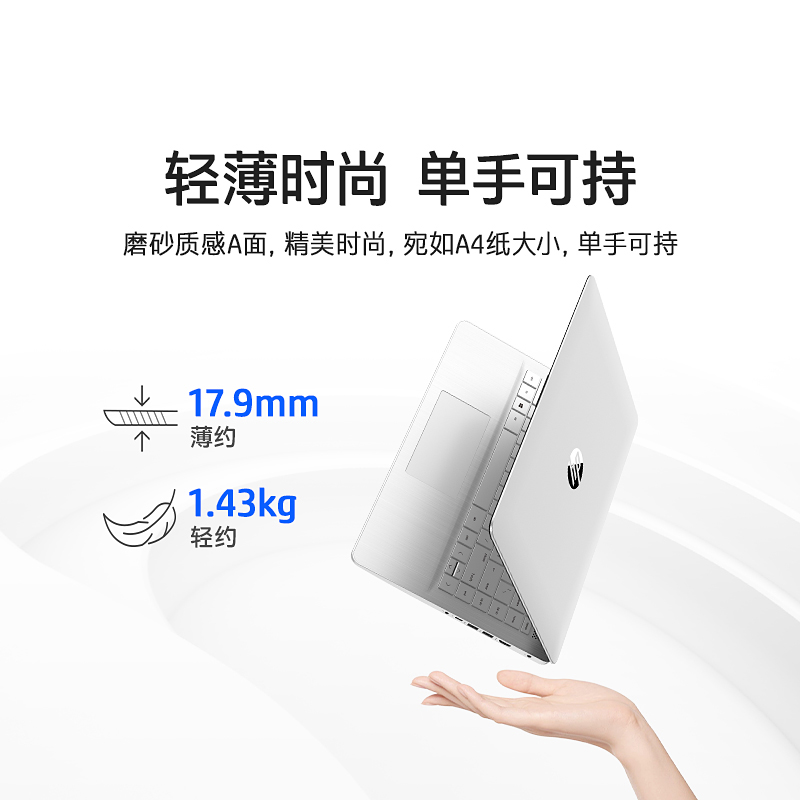 轻薄时尚 单手可持
磨砂质感A面, 精美时尚, 宛如A4纸大小, 单手可持
17.9mm
薄约
1.43kg
轻约
hp